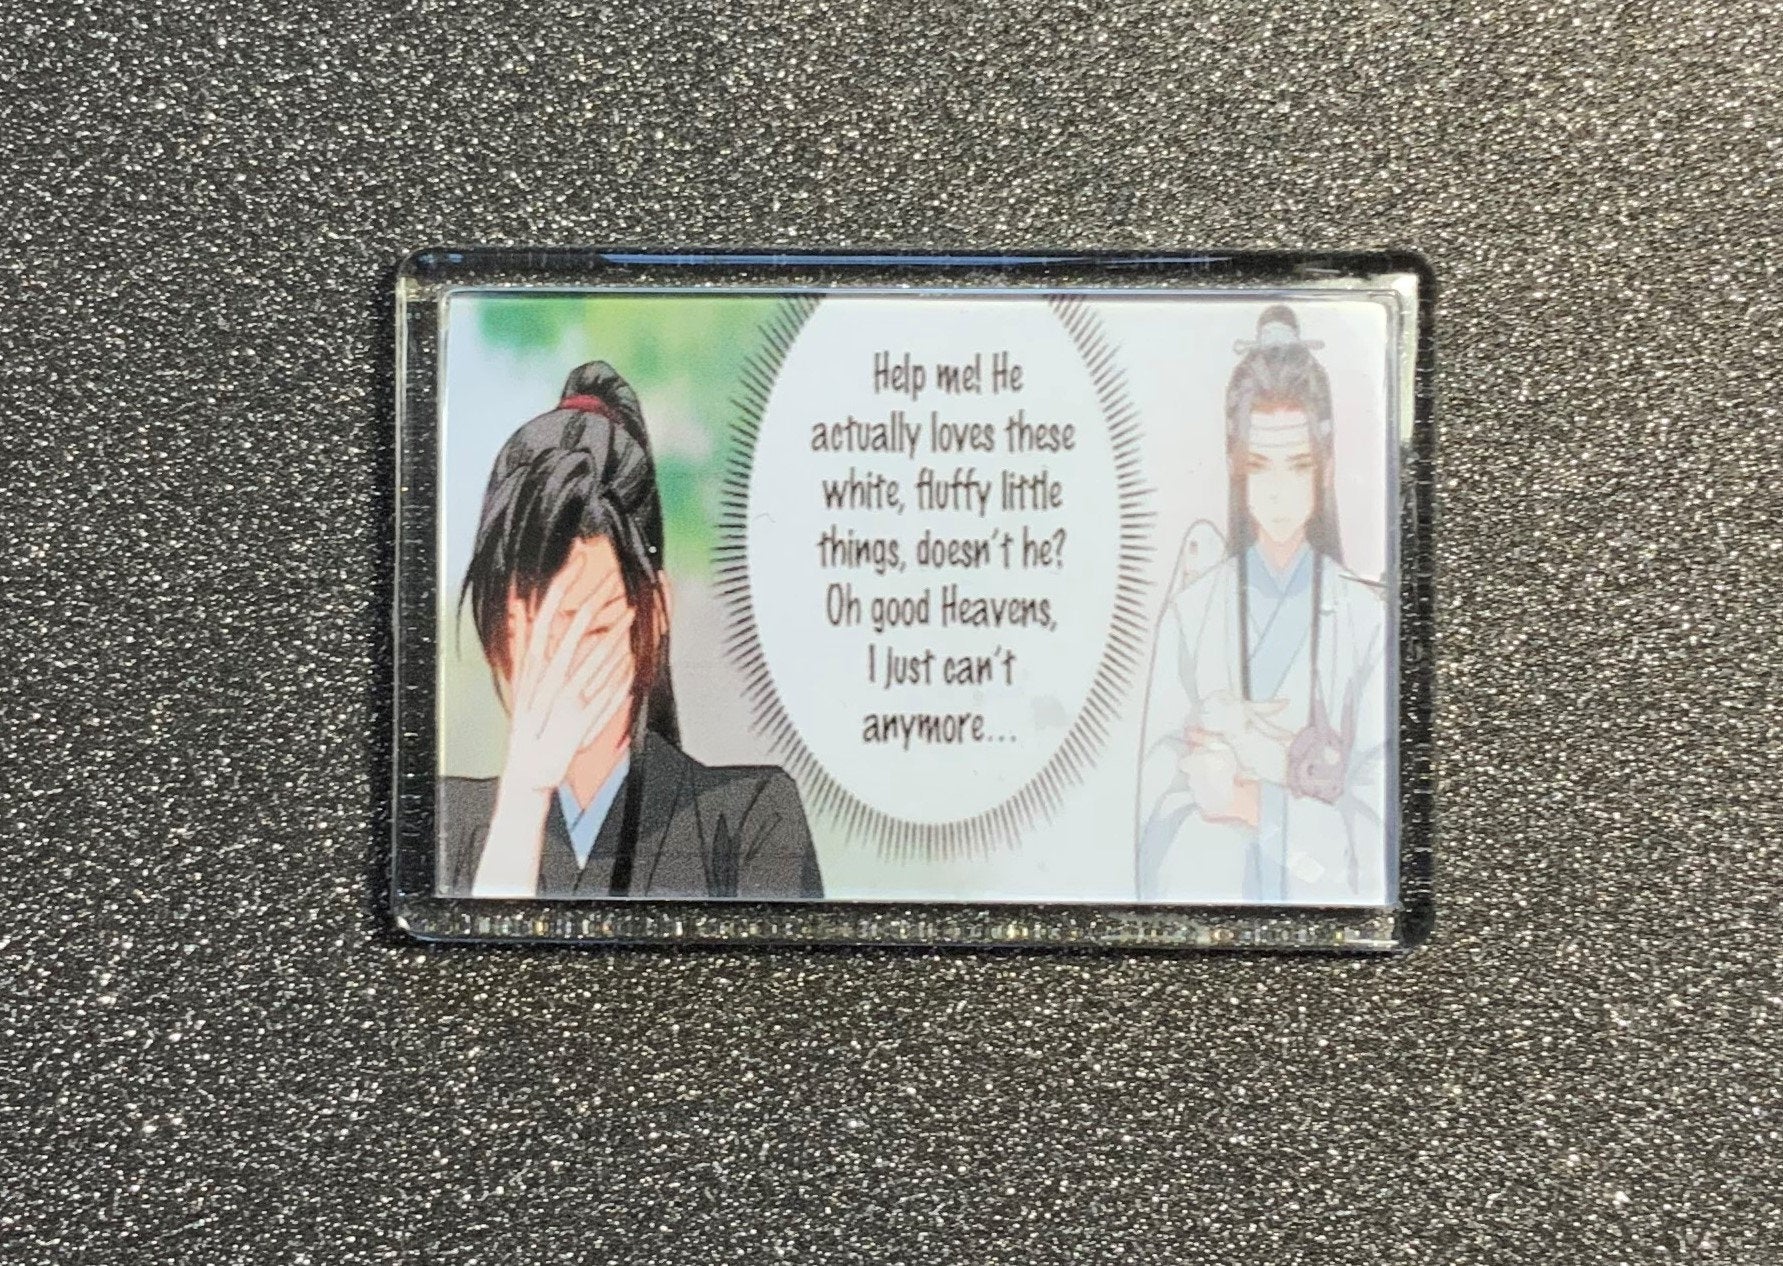 Help me! He
actually loves these
white, fluffy little
things, doesn't he?
Oh good Heavens,
I just can't
anymore...